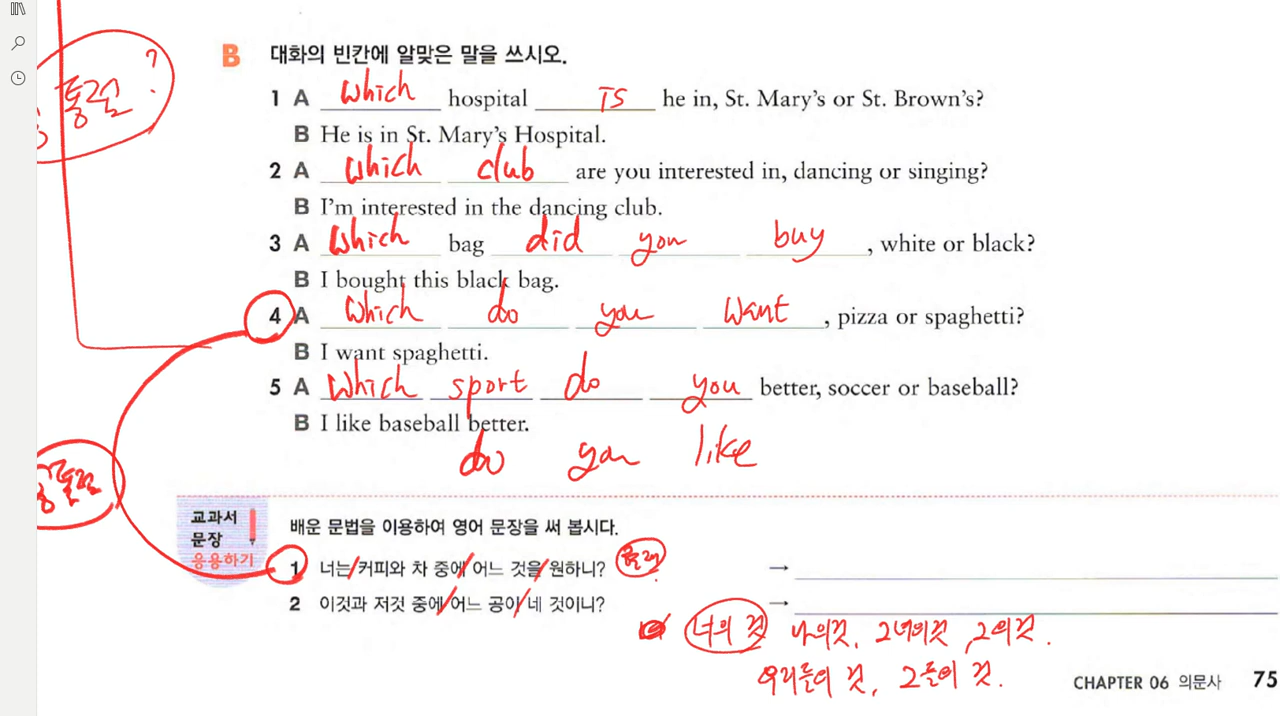 통컬?
B 대화의 빈칸에 알맞은 말을 쓰시오.
1 A which hospital is he in, St. Mary's or St. Brown's?
B He is in St. Mary's Hospital.
2 A which club are you interested in, dancing or singing?
B I'm interested in the dancing club.
3 A which bag did you buy, white or black?
B I bought this black bag.
4 A which do you want, pizza or spaghetti?
B I want spaghetti.
5 A which sport do you better, soccer or baseball?
B I like baseball better.
do you like
교과서
문장
응용하기
배운 문법을 이용하여 영어 문장을 써 봅시다.
1 너는/커피와 차 중에/어느 것을/원하니? →
2 이것과 저것 중에/어느 공이/네 것이니? →
너의 것 나의것, 그녀의것, 그의것.
우리들의 것, 그들의 것.
CHAPTER 06 의문사 75